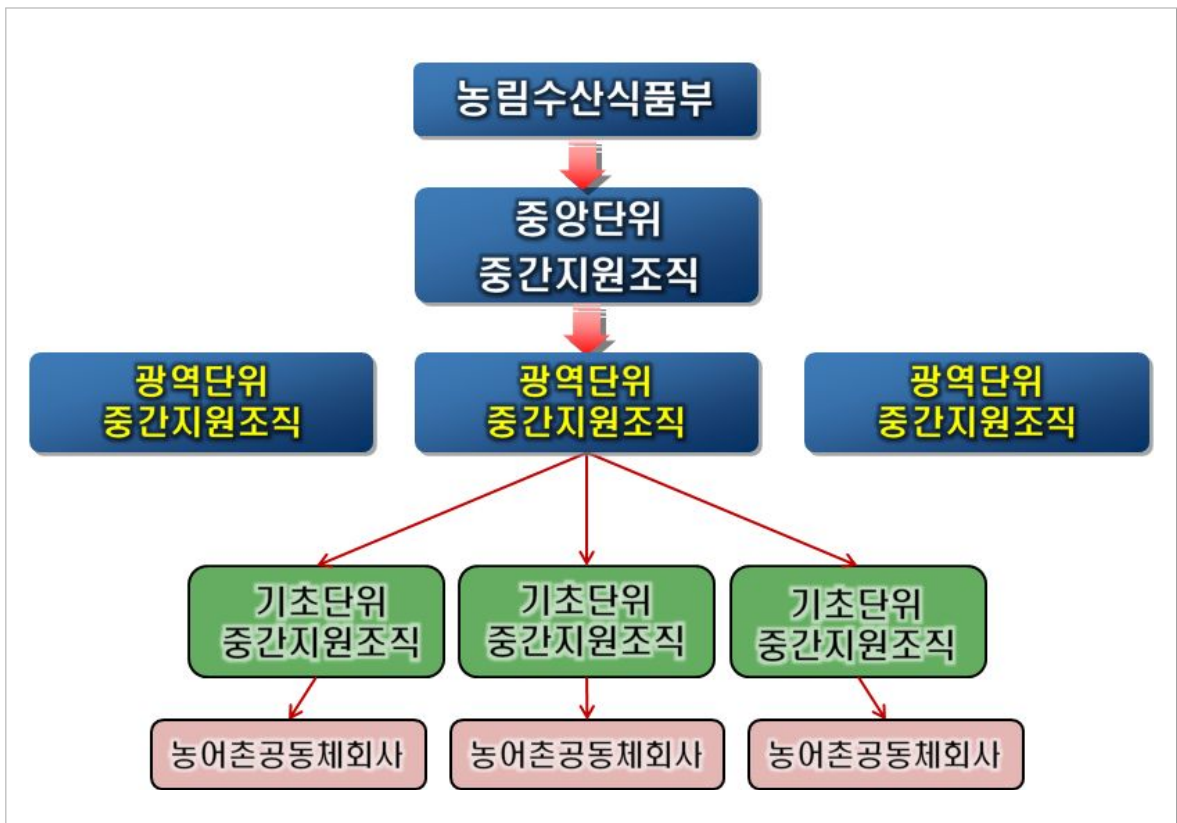 농림수산식품부
중앙단위
중간지원조직
광역단위
중간지원조직
광역단위
중간지원조직
광역단위
중간지원조직
기초단위
중간지원조직
기초단위
중간지원조직
기초단위
중간지원조직
농어촌공동체회사
농어촌공동체회사
농어촌공동체회사